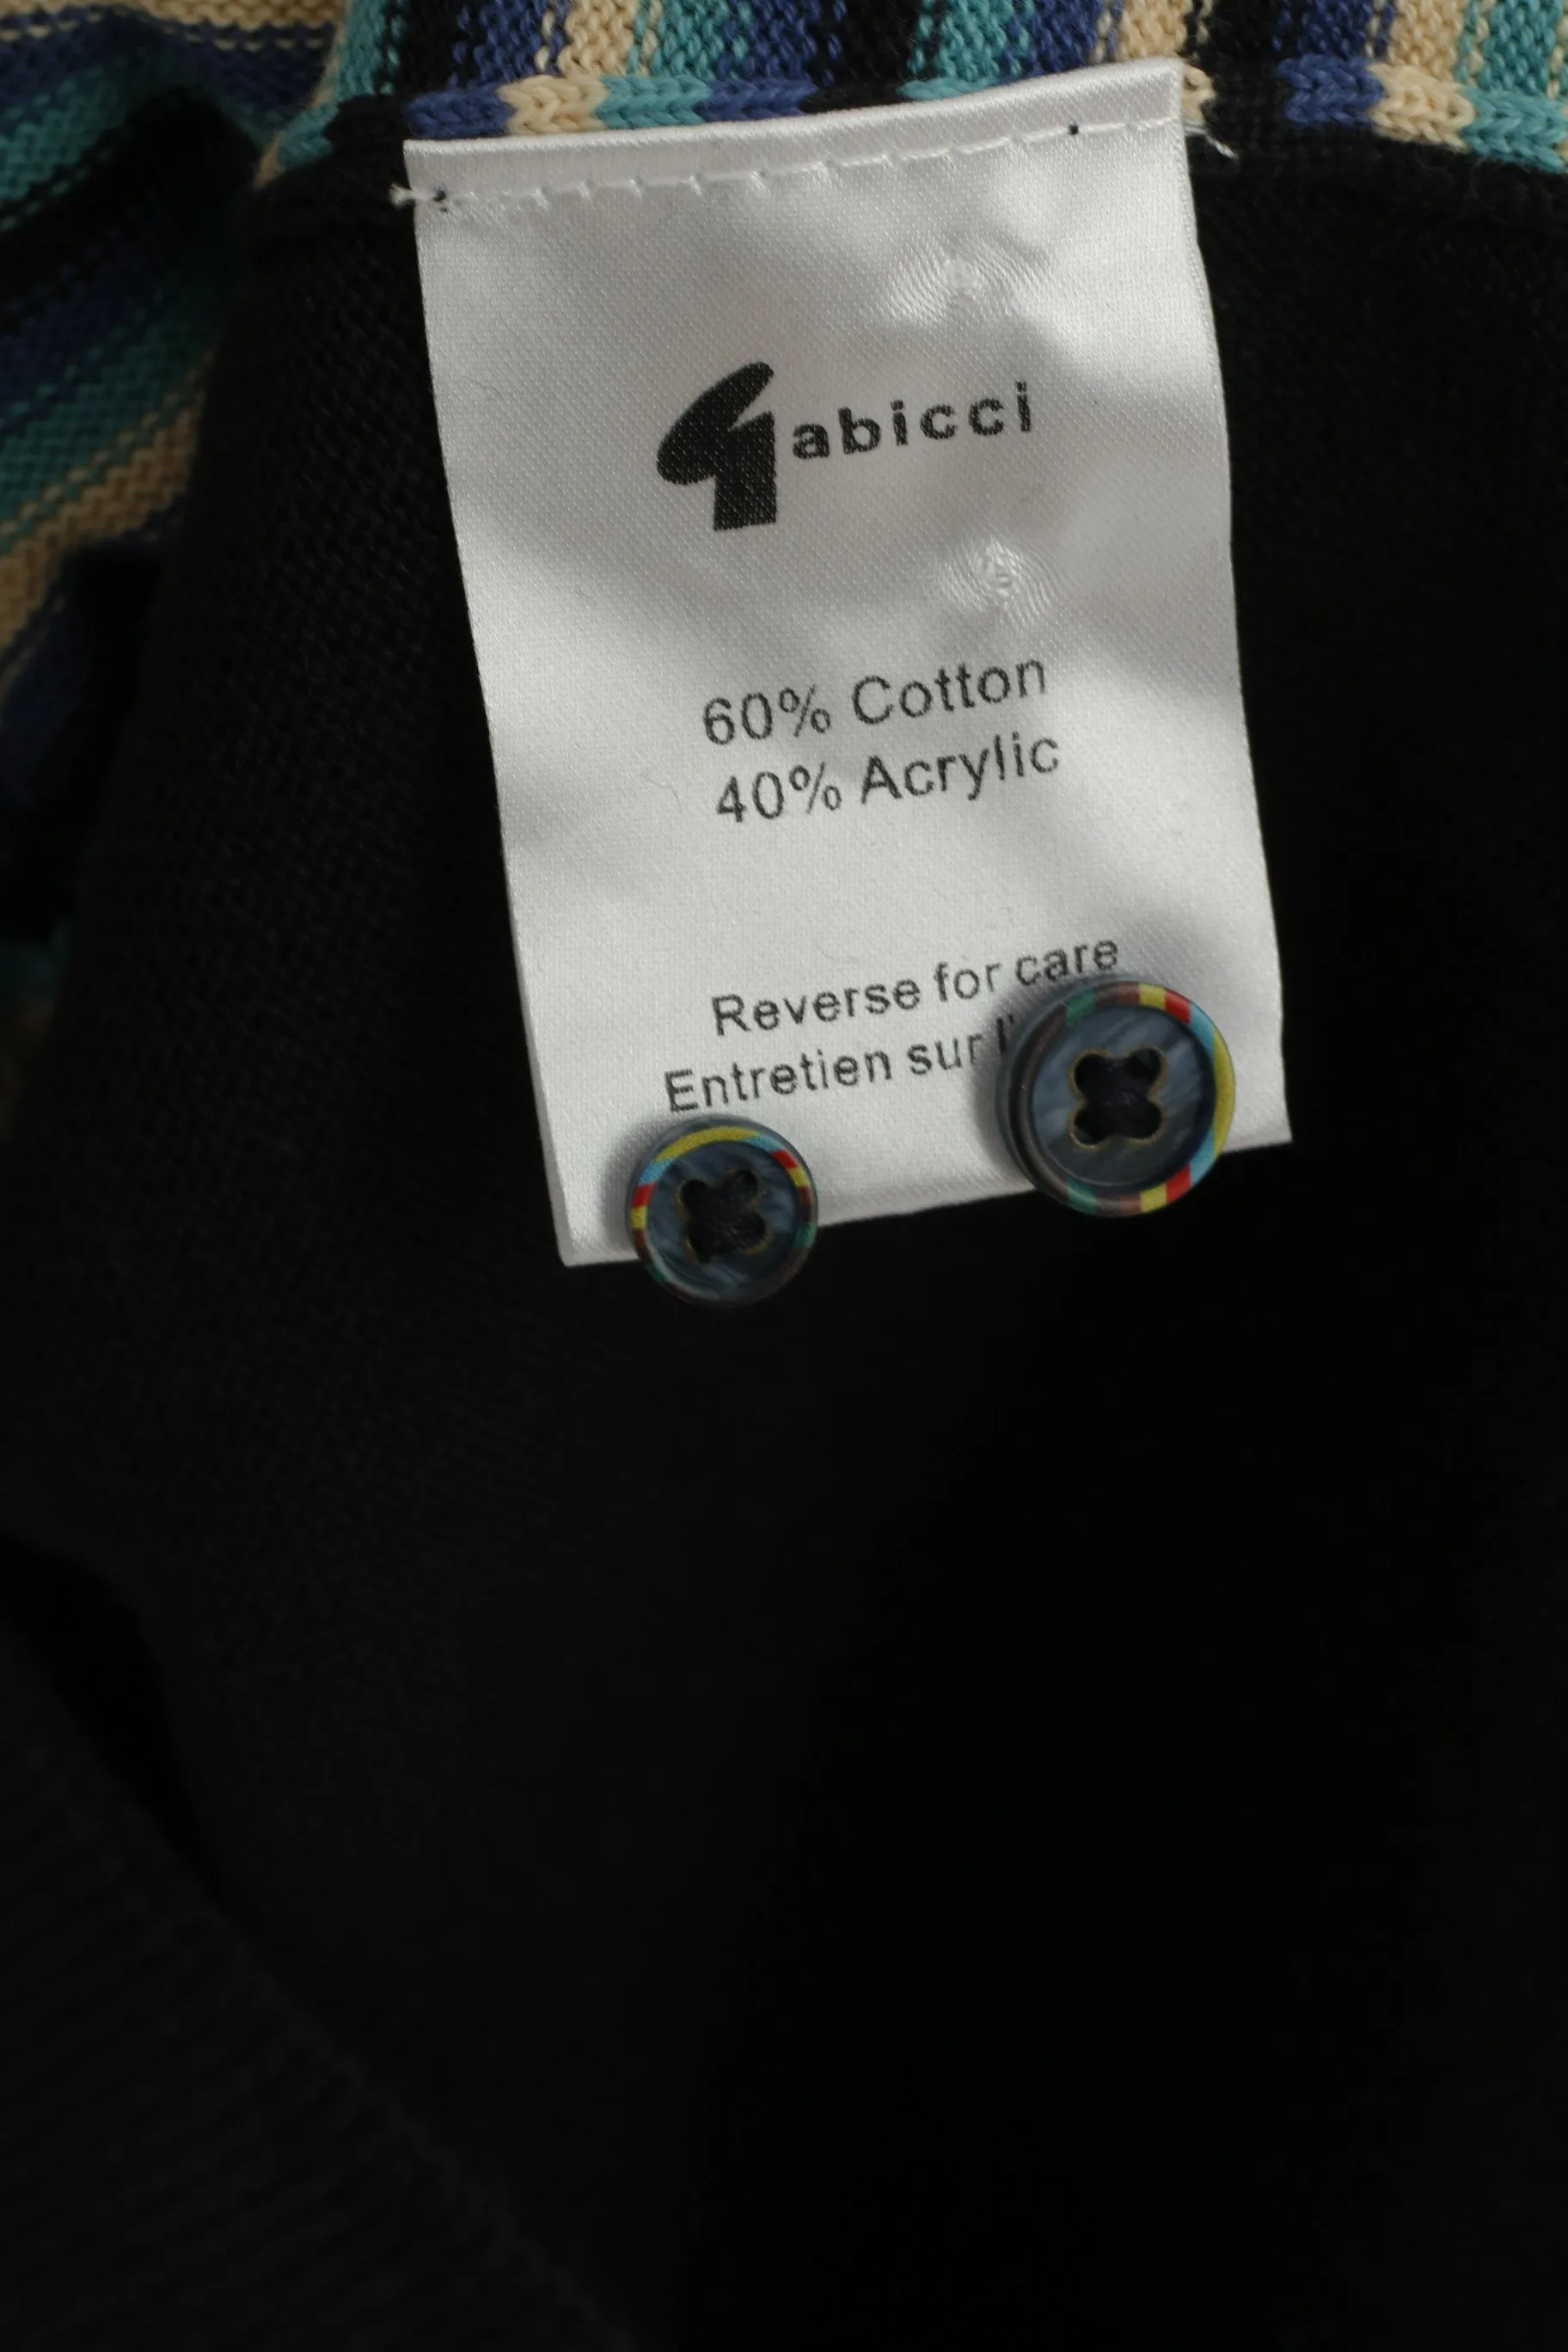 Gabicci
60% Cotton
40% Acrylic
Reverse for care
Entretien sur